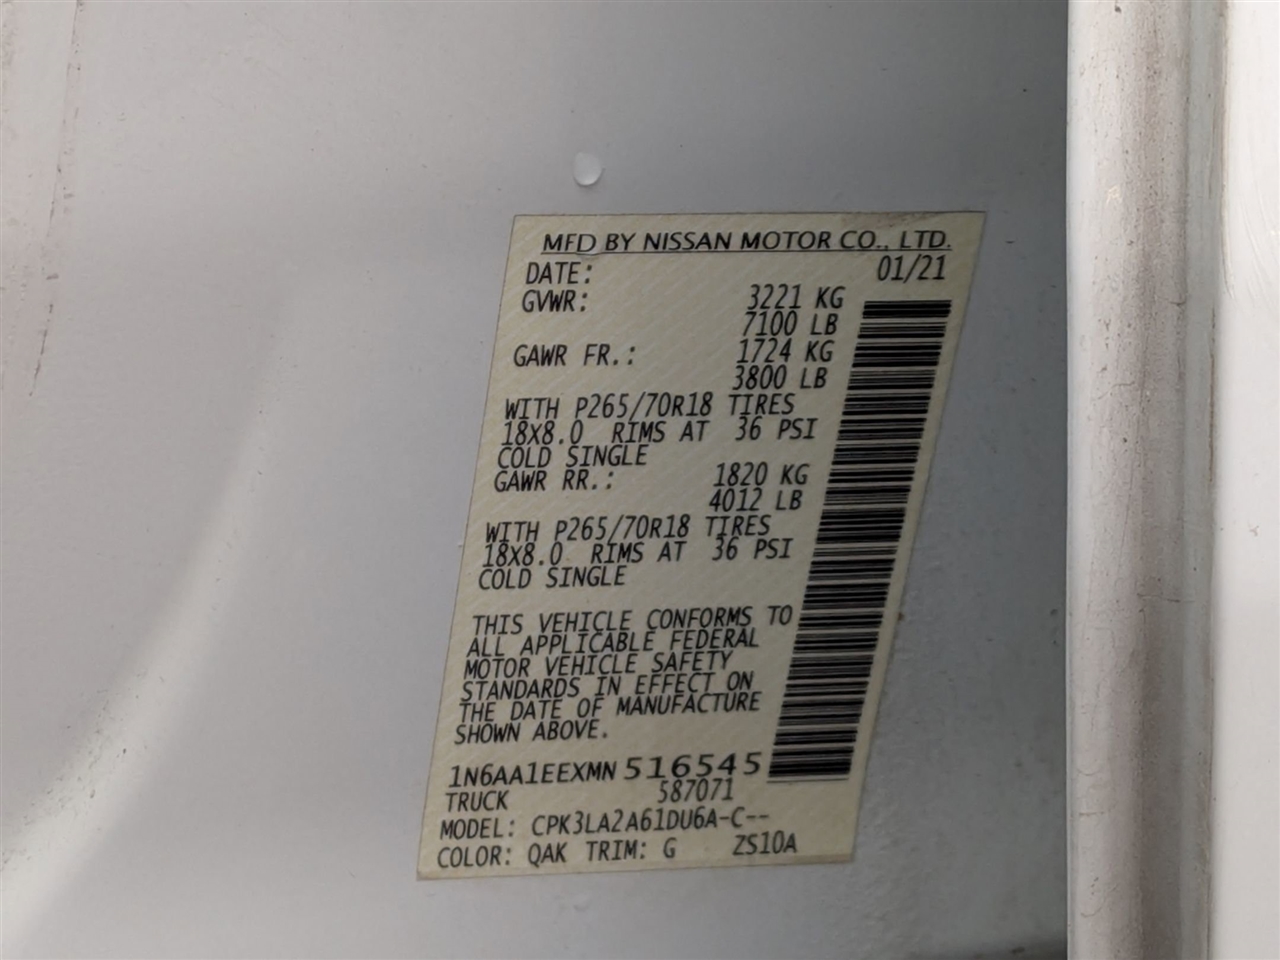 MFD BY NISSAN MOTOR CO., LTD.
DATE: 01/21
GVWR: 3221 KG
7100 LB
GAWR FR.: 1724 KG
3800 LB
WITH P265/70R18 TIRES
18X8.0 RIMS AT 36 PSI
COLD SINGLE
GAWR RR.: 1820 KG
4012 LB
WITH P265/70R18 TIRES
18X8.0 RIMS AT 36 PSI
COLD SINGLE
THIS VEHICLE CONFORMS TO
ALL APPLICABLE FEDERAL
MOTOR VEHICLE SAFETY
STANDARDS IN EFFECT ON
THE DATE OF MANUFACTURE
SHOWN ABOVE.
1N6AA1EEXMN516545
TRUCK 587071
MODEL: CPK3LA2A61DU6A-C--
COLOR: QAK TRIM: G ZS10A